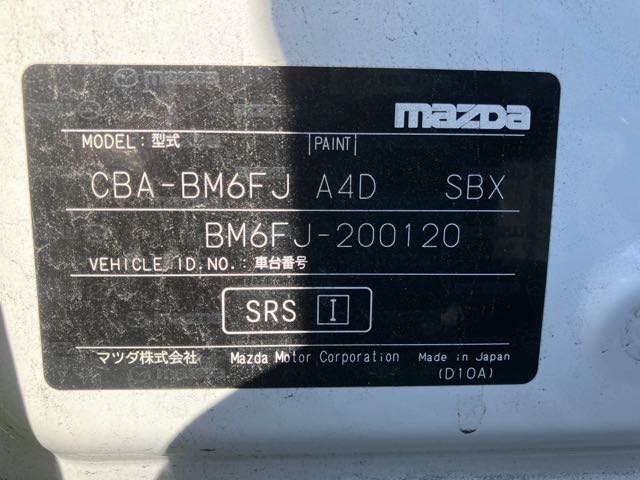 mazda
mazda
MODEL: 型式 PAINT
CBA-BM6FJ A4D SBX
BM6FJ-200120
VEHICLE ID.NO.: 車台番号
SRS I
マツダ株式会社 Mazda Motor Corporation Made in Japan
(D10A)